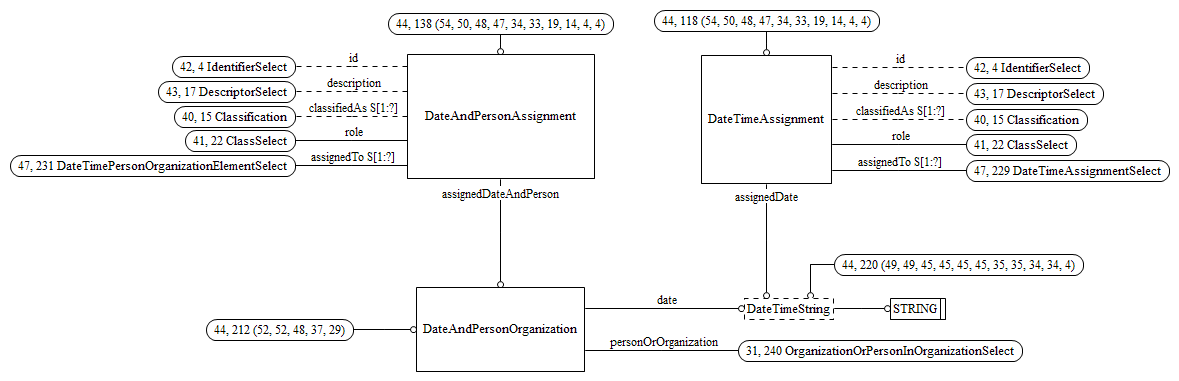 44, 138 (54, 50, 48, 47, 34, 33, 19, 14, 4, 4)
44, 118 (54, 50, 48, 47, 34, 33, 19, 14, 4, 4)
42, 4 IdentifierSelect
id
43, 17 DescriptorSelect
description
40, 15 Classification
classifiedAs S[1:?]
41, 22 ClassSelect
role
47, 231 DateTimePersonOrganizationElementSelect
assignedTo S[1:?]
DateAndPersonAssignment
DateTimeAssignment
id
42, 4 IdentifierSelect
description
43, 17 DescriptorSelect
classifiedAs S[1:?]
40, 15 Classification
role
41, 22 ClassSelect
assignedTo S[1:?]
47, 229 DateTimeAssignmentSelect
assignedDateAndPerson
assignedDate
44, 220 (49, 49, 45, 45, 45, 45, 35, 35, 34, 34, 4)
date
DateTimeString
STRING
44, 212 (52, 52, 48, 37, 29)
DateAndPersonOrganization
personOrOrganization
31, 240 OrganizationOrPersonInOrganizationSelect